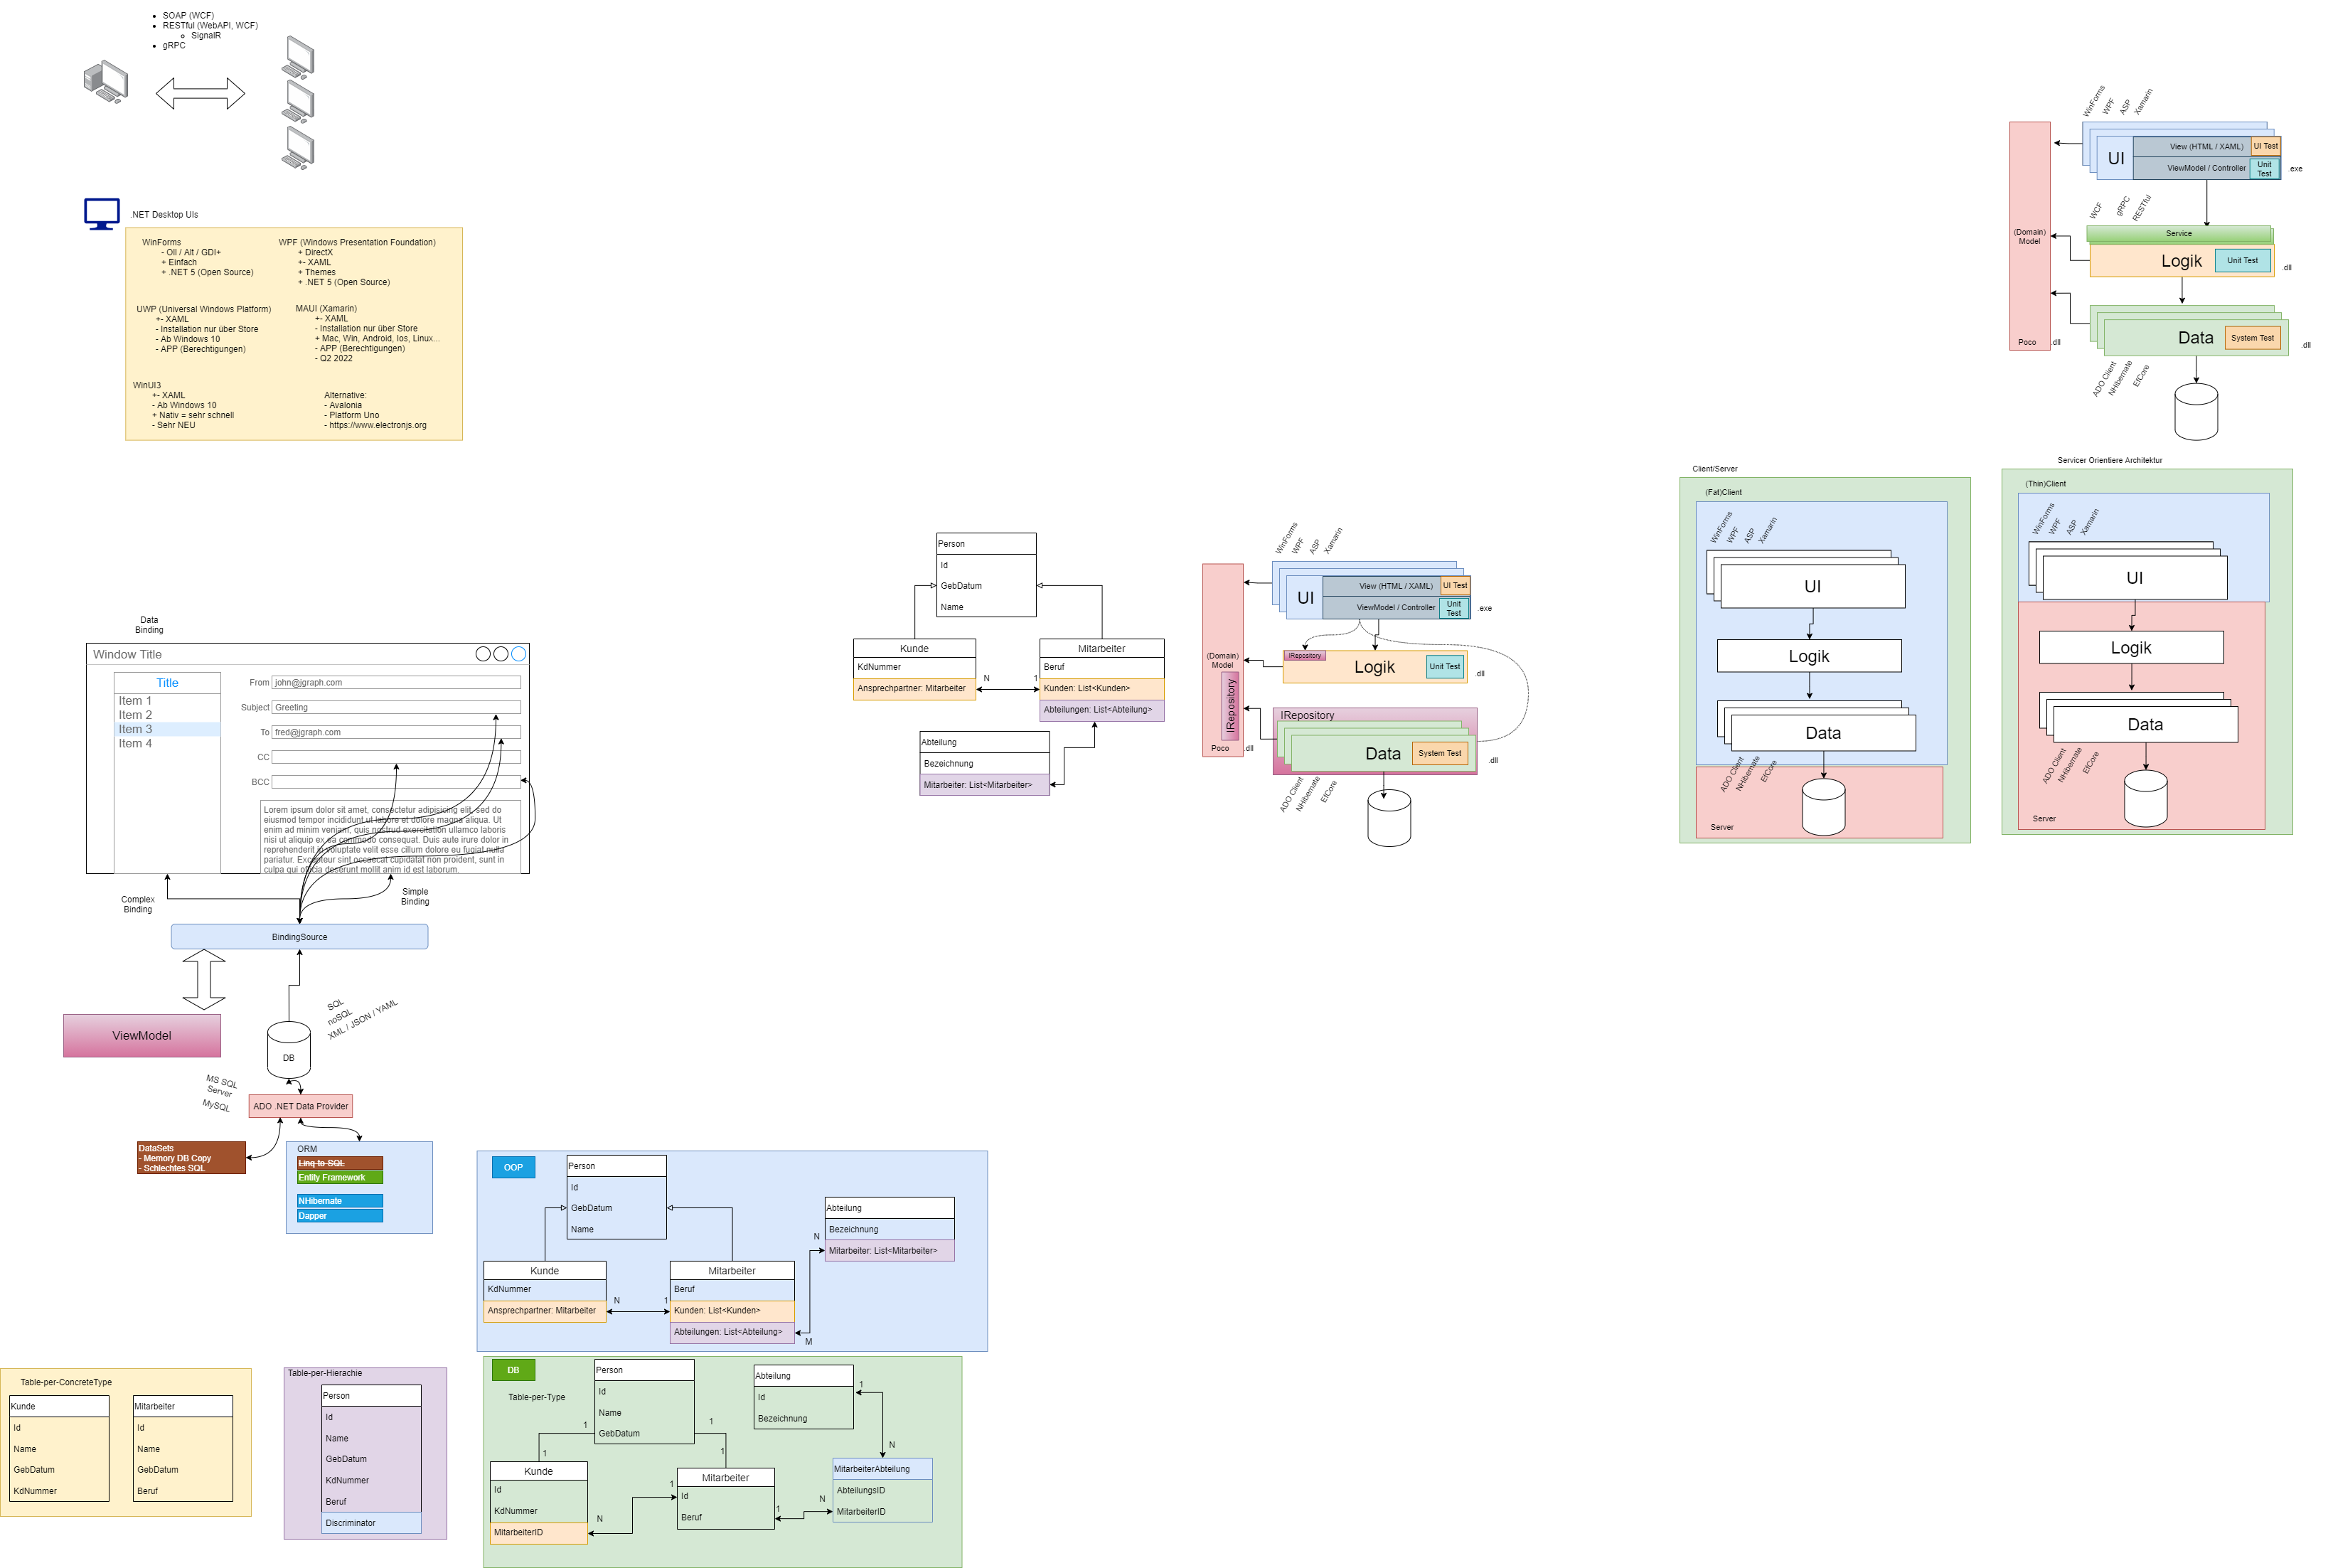 SOAP (WCF)
RESTful (WebAPI, WCF)
SignalR
gRPC
.NET Desktop UIs
WinForms
- Oll / Alt / GDI+
+ Einfach
+ .NET 5 (Open Source)
WPF (Windows Presentation Foundation)
+ DirectX
+- XAML
+ Themes
+ .NET 5 (Open Source)
UWP (Universal Windows Platform)
+- XAML
- Installation nur über Store
- Ab Windows 10
- APP (Berechtigungen)
MAUI (Xamarin)
+- XAML
- Installation nur über Store
+ Mac, Win, Android, Ios, Linux...
- APP (Berechtigungen)
- Q2 2022
WinUI3
+- XAML
- Ab Windows 10
+ Nativ = sehr schnell
- Sehr NEU
Alternative:
- Avalonia
- Platform Uno
- https://www.electronjs.org
Data
Binding
Window Title
Title
Item 1
Item 2
Item 3
Item 4
From
john@jgraph.com
Subject
Greeting
To
fred@jgraph.com
CC
BCC
Lorem ipsum dolor sit amet, consectetur adipisicing elit, sed do
eiusmod tempor incididunt ut labore et dolore magna aliqua. Ut
enim ad minim veniam, quis nostrud exercitation ullamco laboris
nisi ut aliquip ex ea commodo consequat. Duis aute irure dolor in
reprehenderit in voluptate velit esse cillum dolore eu fugiat nulla
pariatur. Excepteur sint occaecat cupidatat non proident, sunt in
culpa qui officia deserunt mollit anim id est laborum.
Complex
Binding
Simple
Binding
BindingSource
ViewModel
SQL
noSQL
XML / JSON / YAML
DB
MS SQL
Server
MySQL
ADO .NET Data Provider
DataSets
- Memory DB Copy
- Schlechtes SQL
ORM
Linq-to-SQL
Entity Framework
NHibernate
Dapper
Table-per-ConcreteType
Kunde
Id
Name
GebDatum
KdNummer
Mitarbeiter
Id
Name
GebDatum
Beruf
Table-per-Hierachie
Person
Id
Name
GebDatum
KdNummer
Beruf
Discriminator
OOP
Person
Id
GebDatum
Name
Kunde
KdNummer
Ansprechpartner: Mitarbeiter
N
1
Mitarbeiter
Beruf
Kunden: List<Kunden>
Abteilungen: List<Abteilung>
N
M
Abteilung
Bezeichnung
Mitarbeiter: List<Mitarbeiter>
DB
Table-per-Type
Person
Id
Name
GebDatum
1
1
1
1
Kunde
Id
KdNummer
MitarbeiterID
N
1
Mitarbeiter
Id
Beruf
1
N
Abteilung
Id
Bezeichnung
1
N
MitarbeiterAbteilung
AbteilungsID
MitarbeiterID
Person
Id
GebDatum
Name
Kunde
KdNummer
Ansprechpartner: Mitarbeiter
N
1
Mitarbeiter
Beruf
Kunden: List<Kunden>
Abteilungen: List<Abteilung>
Abteilung
Bezeichnung
Mitarbeiter: List<Mitarbeiter>
WinForms
WPF
ASP
Xamarin
UI
View (HTML / XAML)
UI Test
ViewModel / Controller
Unit
Test
.exe
(Domain)
Model
IRepository
Poco
.dll
IRepository
Logik
Unit Test
.dll
IRepository
Data
System Test
.dll
ADO Client
NHibernate
EfCore
WinForms
WPF
ASP
Xamarin
UI
View (HTML / XAML)
UI Test
ViewModel / Controller
Unit
Test
.exe
WCF
gRPC
RESTful
(Domain)
Model
Poco
.dll
Service
Logik
Unit Test
.dll
Data
System Test
.dll
ADO Client
NHibernate
EfCore
Client/Server
(Fat)Client
WinForms
WPF
ASP
Xamarin
UI
Logik
Data
ADO Client
NHibernate
EfCore
Server
Servicer Orientiere Architektur
(Thin)Client
WinForms
WPF
ASP
Xamarin
UI
Logik
Data
ADO Client
NHibernate
EfCore
Server